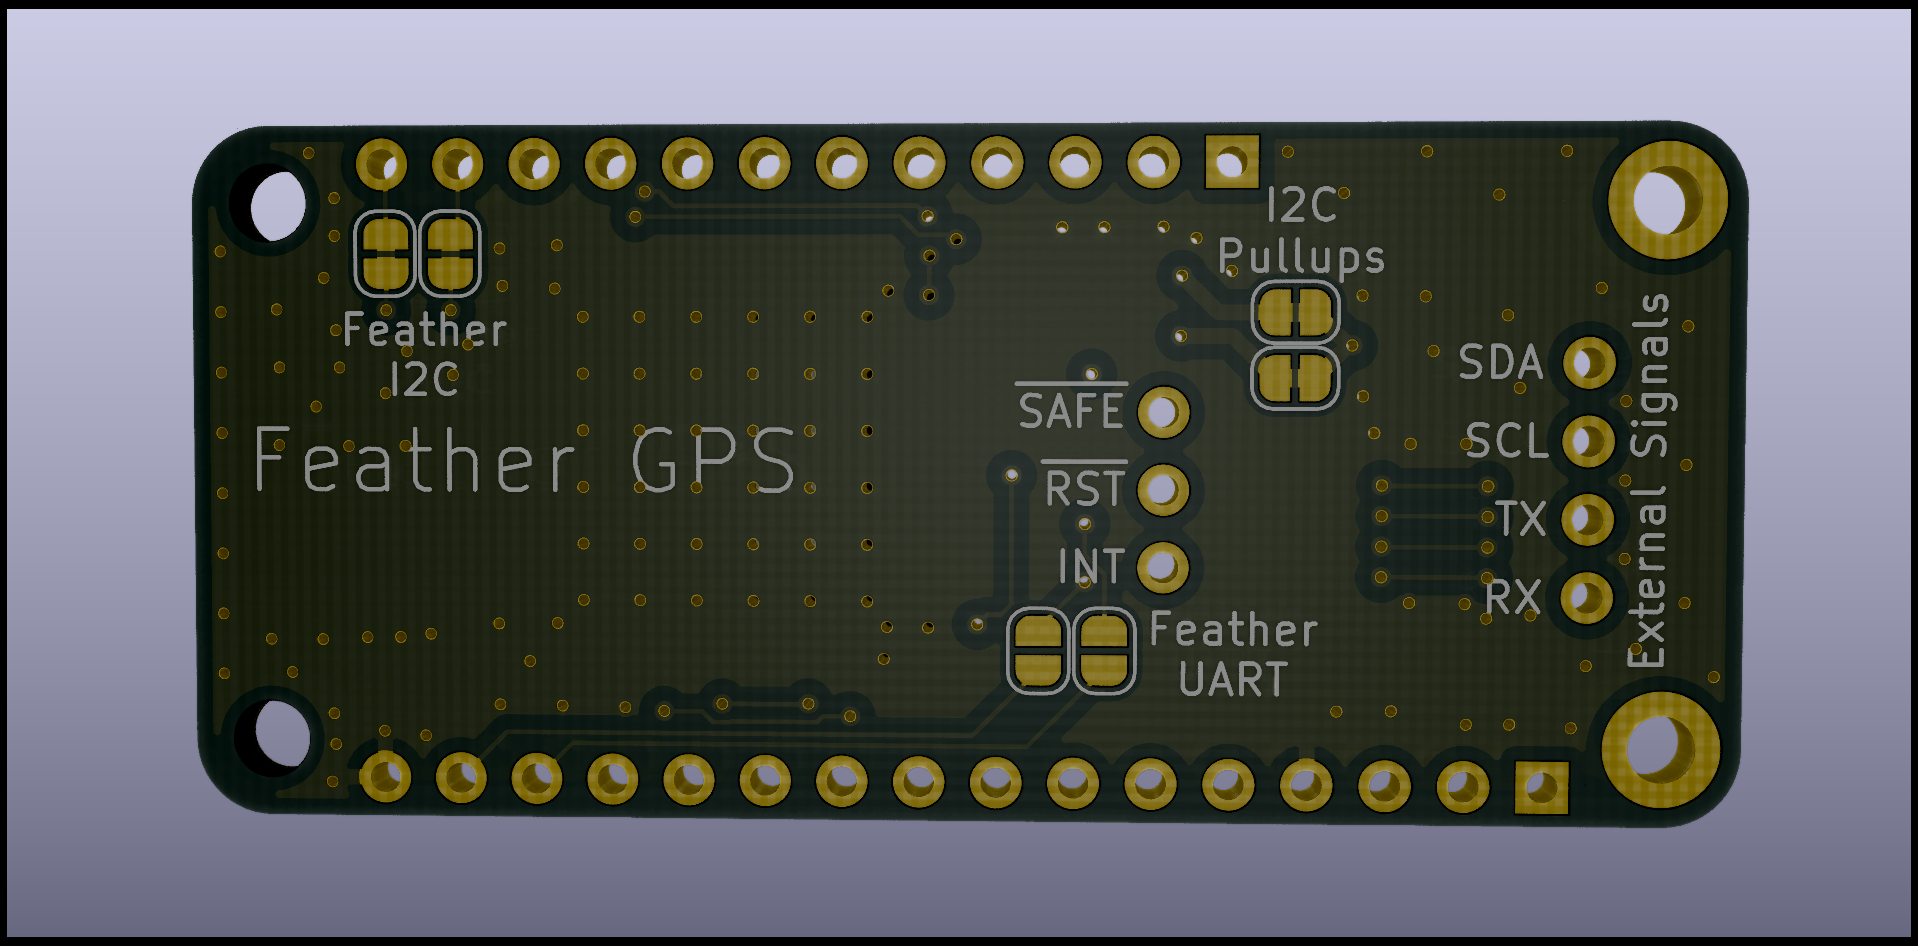 I2C
Pullups
Feather
I2C
Feather GPS
SAFE
RST
INT
SDA
SCL
TX
RX
External Signals
Feather
UART